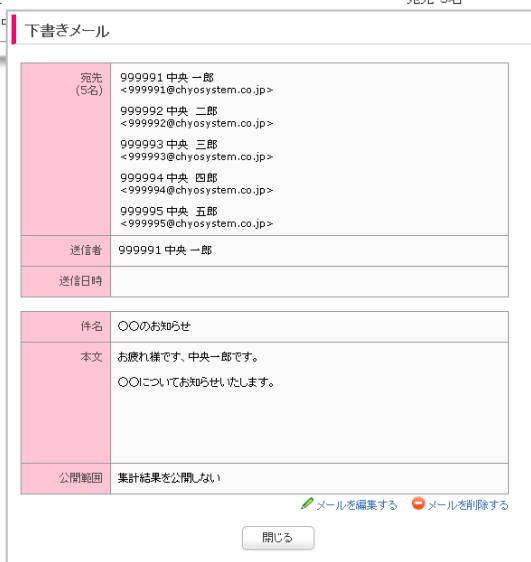 下書きメール
宛先
(5名)
999991 中央 一郎
<999991@chyosystem.co.jp>
999992 中央 二郎
<999992@chyosystem.co.jp>
999993 中央 三郎
<999993@chyosystem.co.jp>
999994 中央 四郎
<999994@chyosystem.co.jp>
999995 中央 五郎
<999995@chyosystem.co.jp>
送信者 999991 中央 一郎
送信日時
件名 〇〇のお知らせ
本文 お疲れ様です、中央一郎です。
〇〇についてお知らせいたします。
公開範囲 集計結果を公開しない
メールを編集する メールを削除する
閉じる